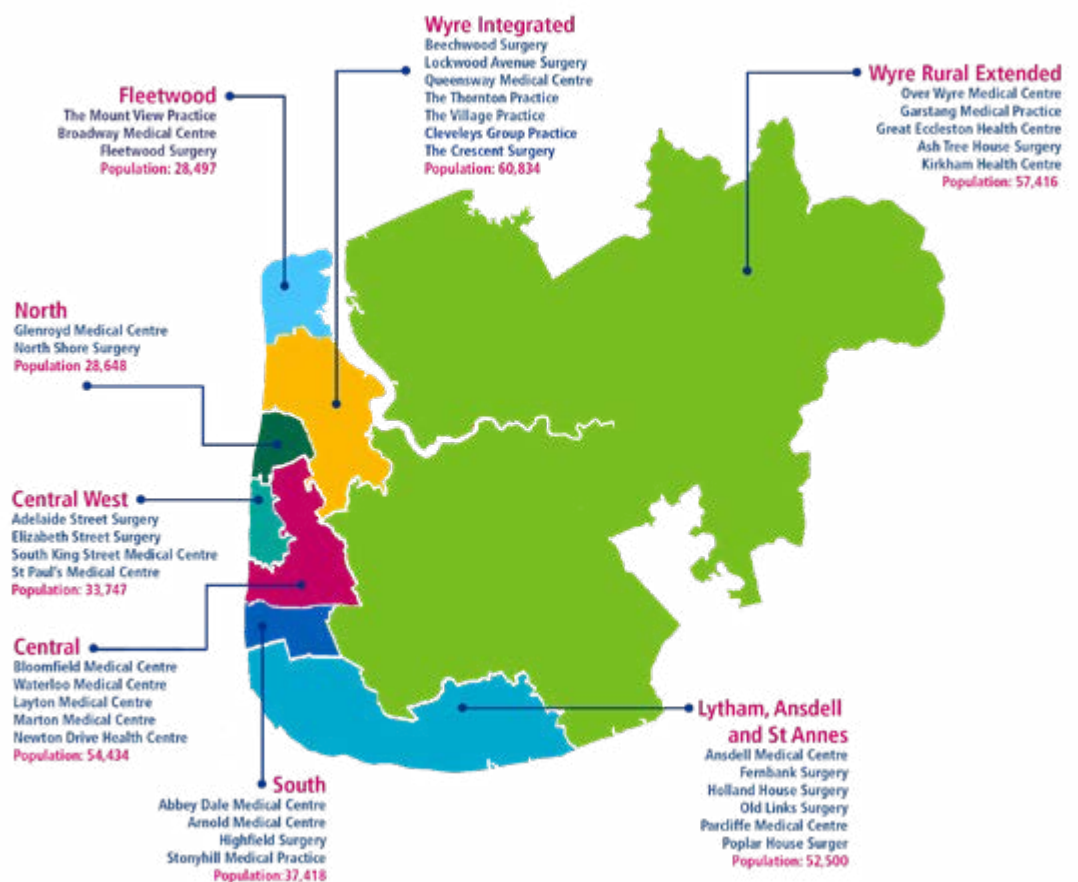 Wyre Integrated
Beechwood Surgery
Lockwood Avenue Surgery
Queensway Medical Centre
The Thornton Practice
The Village Practice
Cleveleys Group Practice
The Crescent Surgery
Population: 60,834
Wyre Rural Extended
Over Wyre Medical Centre
Garstang Medical Practice
Great Eccleston Health Centre
Ash Tree House Surgery
Kirkham Health Centre
Population: 57,416
Fleetwood
The Mount View Practice
Broadway Medical Centre
Fleetwood Surgery
Population: 28,497
North
Glenroyd Medical Centre
North Shore Surgery
Population 28,648
Central West
Adelaide Street Surgery
Elizabeth Street Surgery
South King Street Medical Centre
St Paul's Medical Centre
Population: 33,747
Central
Bloomfield Medical Centre
Waterloo Medical Centre
Layton Medical Centre
Marton Medical Centre
Newton Drive Health Centre
Population: 54,434
South
Abbey Dale Medical Centre
Arnold Medical Centre
Highfield Surgery
Stonyhill Medical Practice
Population:37,418
Lytham, Ansdell
and St Annes
Ansdell Medical Centre
Fernbank Surgery
Holland House Surgery
Old Links Surgery
Parcliffe Medical Centre
Poplar House Surger
Population: 52,500